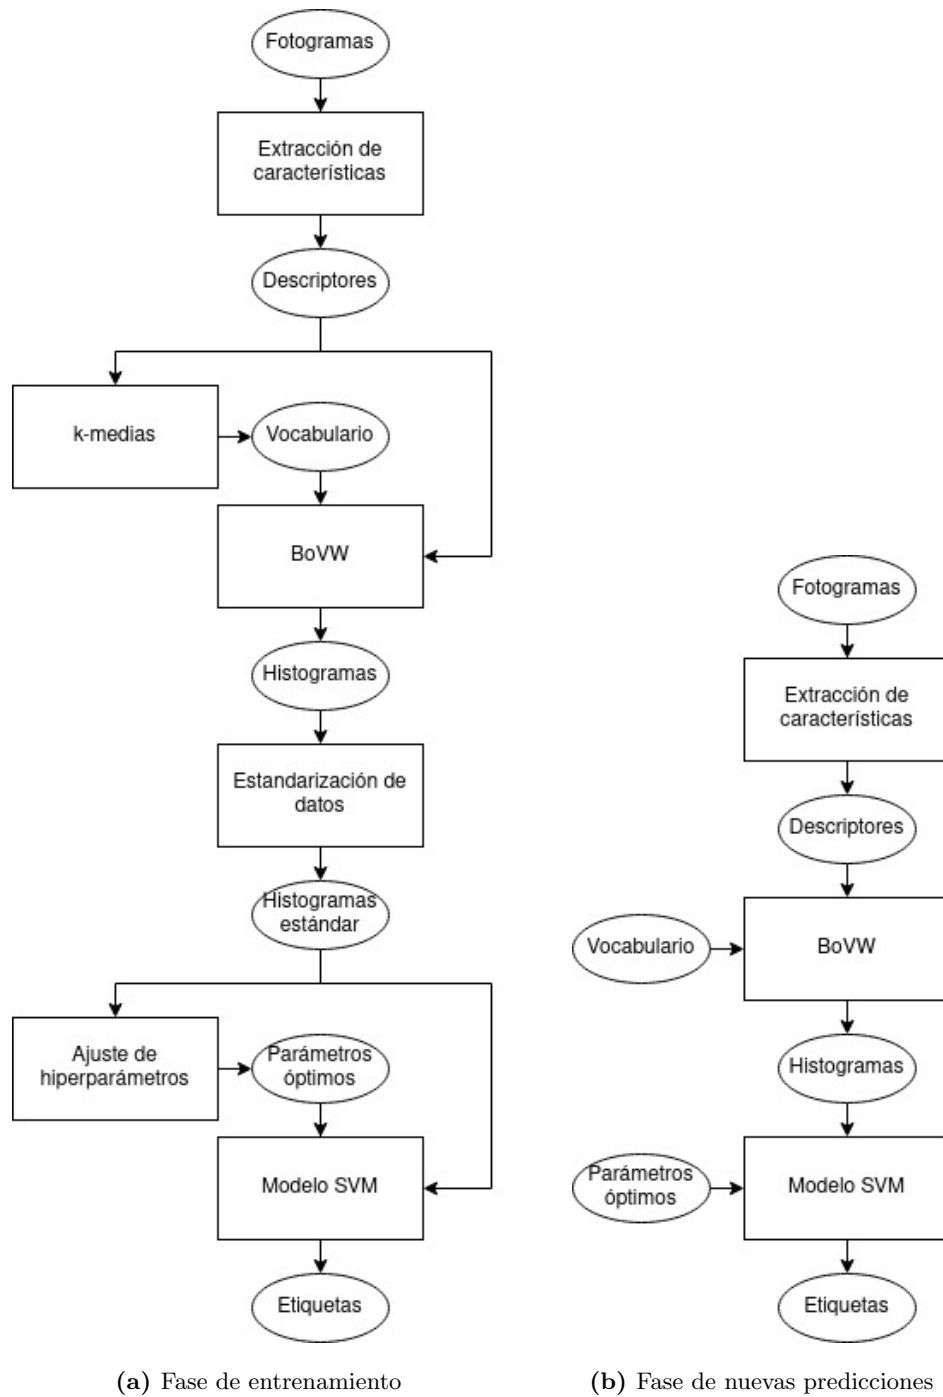 Fotogramas
Extracción de
características
Descriptores
k-medias
Vocabulario
BoVW
Histogramas
Estandarización de
datos
Histogramas
estándar
Ajuste de
hiperparámetros
Parámetros
óptimos
Modelo SVM
Etiquetas
(a) Fase de entrenamiento
Fotogramas
Extracción de
características
Descriptores
Vocabulario
BoVW
Histogramas
Parámetros
óptimos
Modelo SVM
Etiquetas
(b) Fase de nuevas predicciones